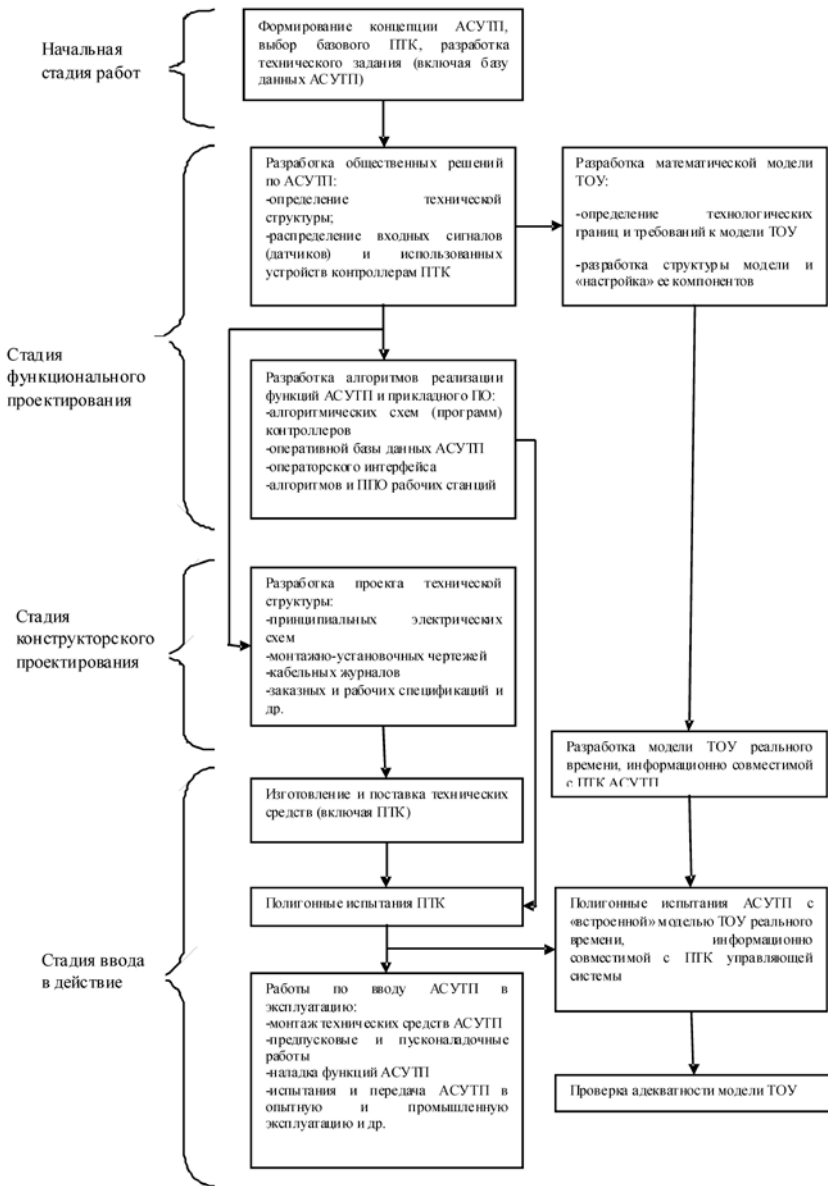 Начальная
стадия работ
Формирование концепции АСУТП,
выбор базового ПТК, разработка
технического задания (включая базу
данных АСУТП)
Стадия
функционального
проектирования
Разработка общественных решений
по АСУТП:
-определение технической
структуры;
-распределение входных сигналов
(датчиков) и использованных
устройств контроллерам ПТК
Разработка математической модели
ТОУ:
-определение технологических
границ и требований к модели ТОУ
-разработка структуры модели и
«настройка» ее компонентов
Разработка алгоритмов реализации
функций АСУТП и прикладного ПО:
-алгоритмических схем (программ)
контроллеров
-оперативной базы данных АСУТП
-операторского интерфейса
-алгоритмов и ППО рабочих станций
Стадия
конструкторского
проектирования
Разработка проекта технической
структуры:
-принципиальных электрических
схем
-монтажно-установочных чертежей
-кабельных журналов
-заказных и рабочих спецификаций и
др.
Разработка модели ТОУ реального
времени, информационно совместимой
с ПТК АСУТП
Стадия ввода
в действие
Изготовление и поставка технических
средств (включая ПТК)
Полигонные испытания ПТК
Полигонные испытания АСУТП с
«встроенной» моделью ТОУ реального
времени, информационно
совместимой с ПТК управляющей
системы
Работы по вводу АСУТП в
эксплуатацию:
-монтаж технических средств АСУТП
-предпусковые и пусконаладочные
работы
-наладка функций АСУТП
-испытания и передача АСУТП в
опытную и промышленную
эксплуатацию и др.
Проверка адекватности модели ТОУ